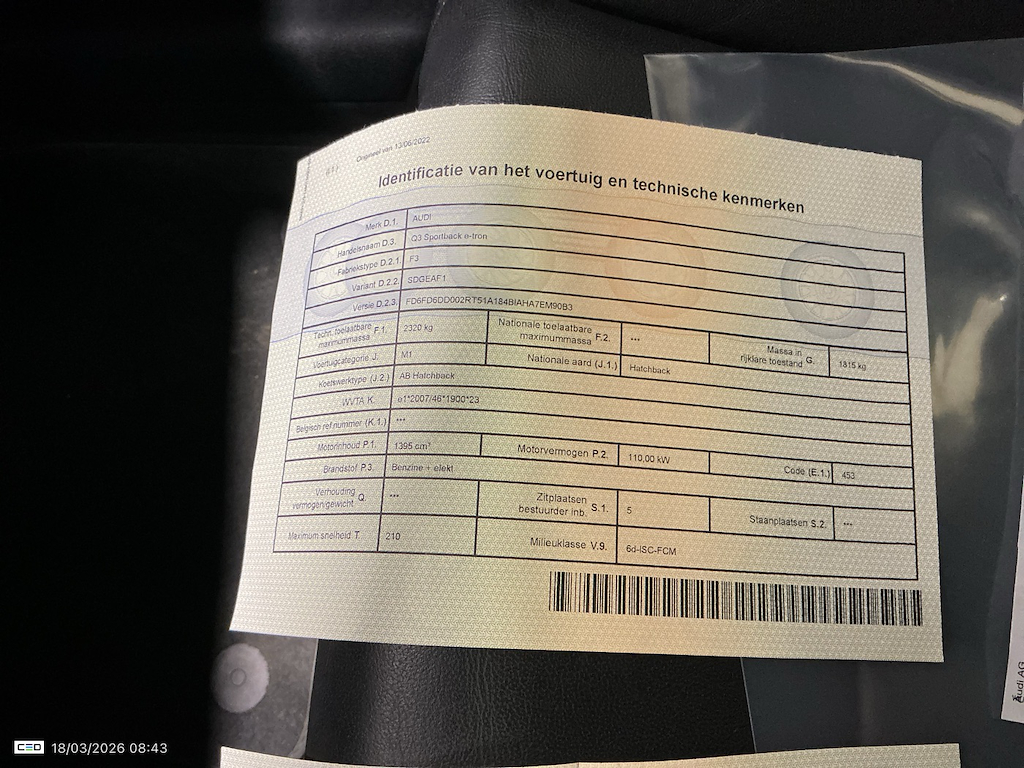 Origineel van 13/06/2022
Identificatie van het voertuig en technische kenmerken
Merk D.1. AUDI
Handelsnaam D.3. Q3 Sportback e-tron
Fabriekstype D.2.1. F3
Variant D.2.2. SDGEAF1
Versie D.2.3. FD6FD6DD002RT51A184BIAHA7EM90B3
Techn. toelaatbare maximummassa F.1. 2320 kg Nationale toelaatbare maximummassa F.2. *** Massa in rijklare toestand G. 1815 kg
Voertuigcategorie J. M1 Nationale aard (J.1.) Hatchback
Koetswerktype (J.2.) AB Hatchback
WVTA K. e1*2007/46*1900*23
Belgisch ref nummer (K.1.) ***
Motorinhoud P.1. 1395 cm³ Motorvermogen P.2. 110,00 kW Code (E.1.) 453
Brandstof P.3. Benzine + elekt
Verhouding vermogen/gewicht Q. *** Zitplaatsen bestuurder inb. S.1. 5 Staanplaatsen S.2. ***
Maximum snelheid T. 210 Milieuklasse V.9. 6d-ISC-FCM
Audi AG
18/03/2026 08:43